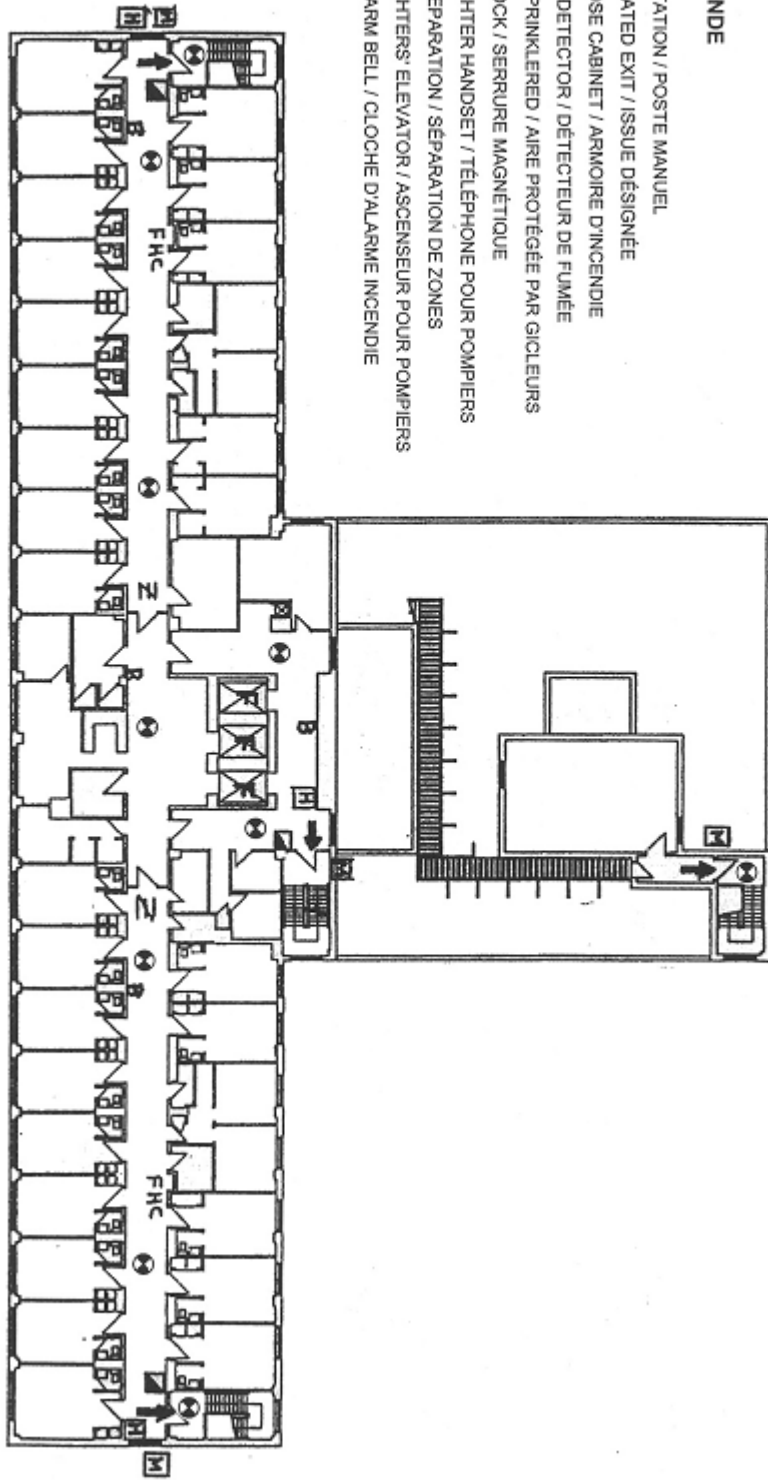 NDE
TATION / POSTE MANUEL
ATED EXIT / ISSUE DÉSIGNÉE
OSE CABINET / ARMOIRE D'INCENDIE
DETECTOR / DÉTECTEUR DE FUMÉE
PRINKLERED / AIRE PROTÉGÉE PAR GICLEURS
OCK / SERRURE MAGNÉTIQUE
HTER HANDSET / TÉLÉPHONE POUR POMPIERS
EPARATION / SÉPARATION DE ZONES
HTERS' ELEVATOR / ASCENSEUR POUR POMPIERS
ARM BELL / CLOCHE D'ALARME INCENDIE
M
H
B
FHC
Z
B
F
F
F
B
H
M
M
Z
B
FHC
H
M